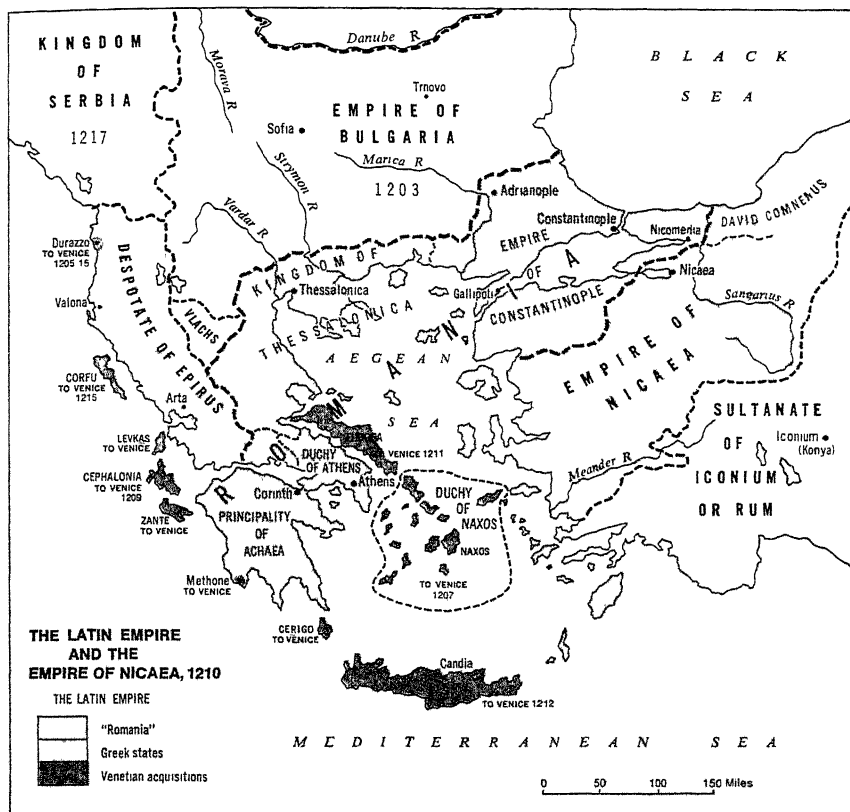 KINGDOM
OF
SERBIA
1217
Morava R
Danube R
Trnovo
EMPIRE OF
BULGARIA
Sofia
Strymon R
Marica R
1203
BLACK
SEA
Vardar R
Adrianople
Constantinople
Nicomedia
DAVID COMNENUS
Durazzo
TO VENICE
1205 15
DESPOTATE OF EPIRUS
KINGDOM OF
THESSALONICA
Thessalonica
EMPIRE
OF
CONSTANTINOPLE
Gallipoli
Nicaea
Sangarius R
Valona
VLACHS
ROMANIA
AEGEAN
SEA
EMPIRE OF
NICAEA
CORFU
TO VENICE
1215
Arta
SULTANATE
OF
ICONIUM
OR RUM
Iconium
(Konya)
LEVKAS
TO VENICE
DUCHY
OF ATHENS
VENICE 1211
Meander R
CEPHALONIA
TO VENICE
1209
Corinth
Athens
DUCHY
OF
NAXOS
ZANTE
TO VENICE
PRINCIPALITY
OF
ACHAEA
NAXOS
Methone
TO VENICE
TO VENICE
1207
CERIGO
TO VENICE
Candia
TO VENICE 1212
THE LATIN EMPIRE
AND THE
EMPIRE OF NICAEA, 1210
THE LATIN EMPIRE
"Romania"
Greek states
Venetian acquisitions
MEDITERRANEAN SEA
0 50 100 150 Miles